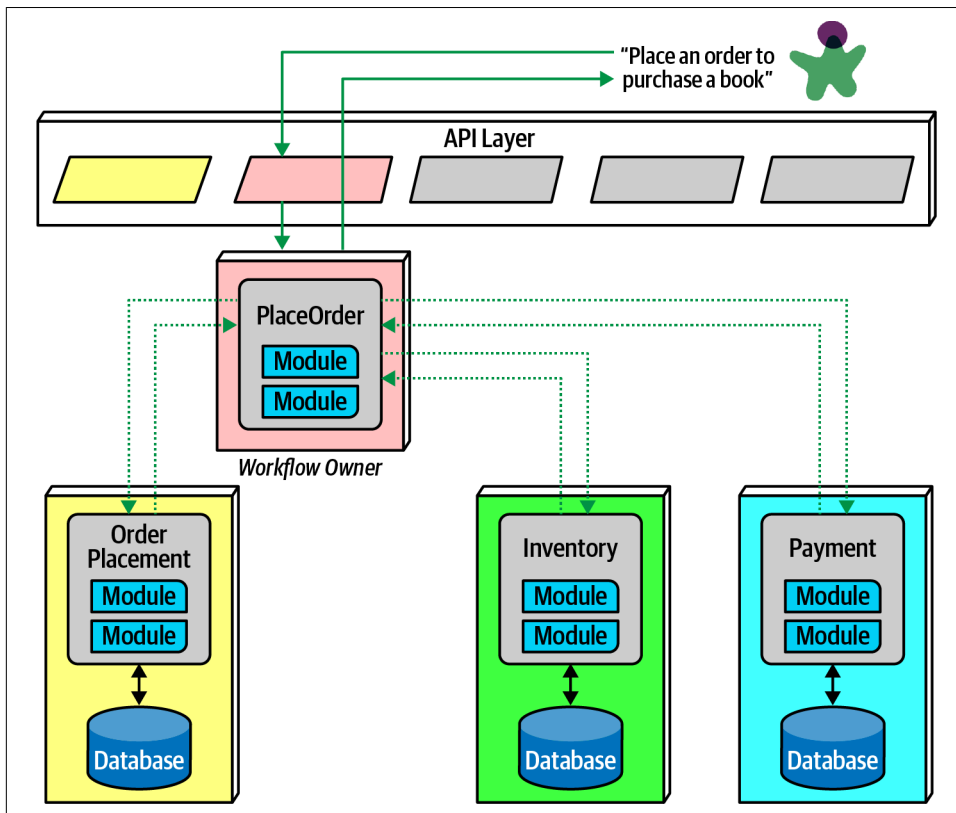 “Place an order to
purchase a book”
API Layer
PlaceOrder
Module
Module
Workflow Owner
Order
Placement
Module
Module
Database
Inventory
Module
Module
Database
Payment
Module
Module
Database